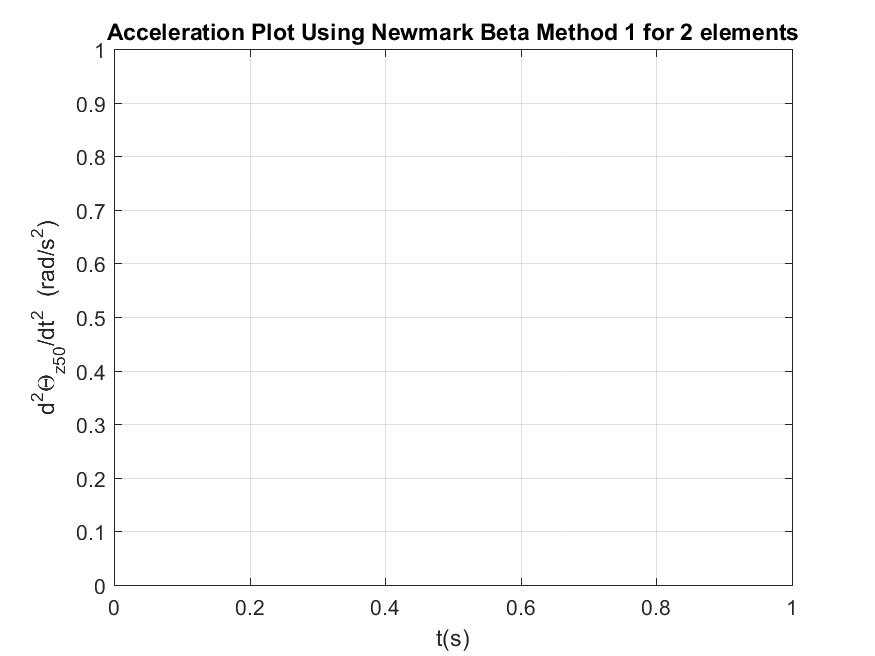 Acceleration Plot Using Newmark Beta Method 1 for 2 elements
1
0.9
0.8
0.7
0.6
0.5
0.4
0.3
0.2
0.1
0
d²Θ_z50/dt² (rad/s²)
0 0.2 0.4 0.6 0.8 1
t(s)